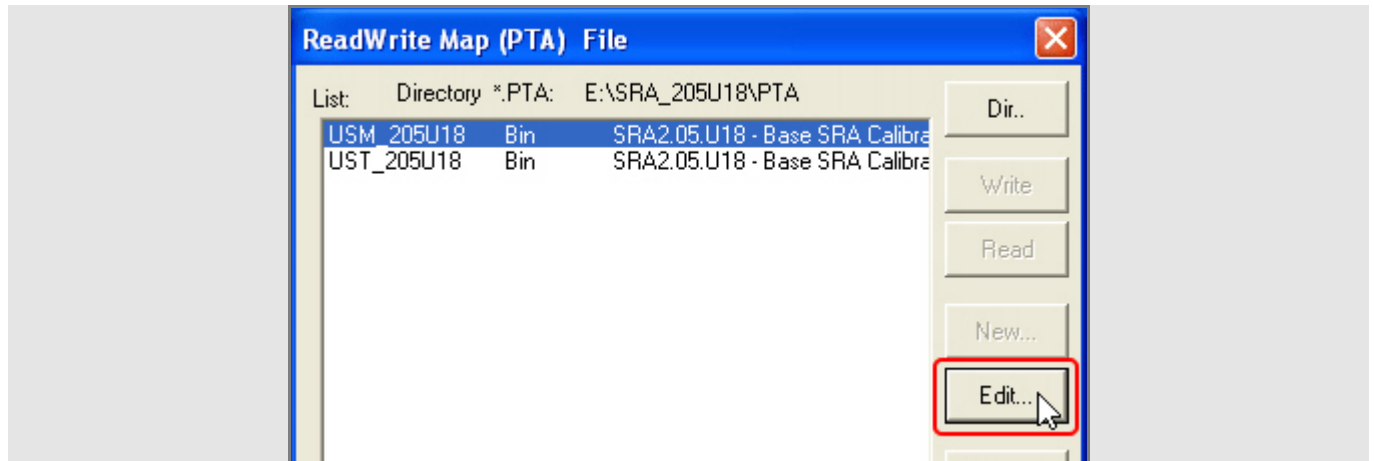 ReadWrite Map (PTA) File
List: Directory *.PTA: E:\SRA_205U18\PTA
Dir..
USM_205U18 Bin SRA2.05.U18 - Base SRA Calibra
UST_205U18 Bin SRA2.05.U18 - Base SRA Calibra
Write
Read
New...
Edit...